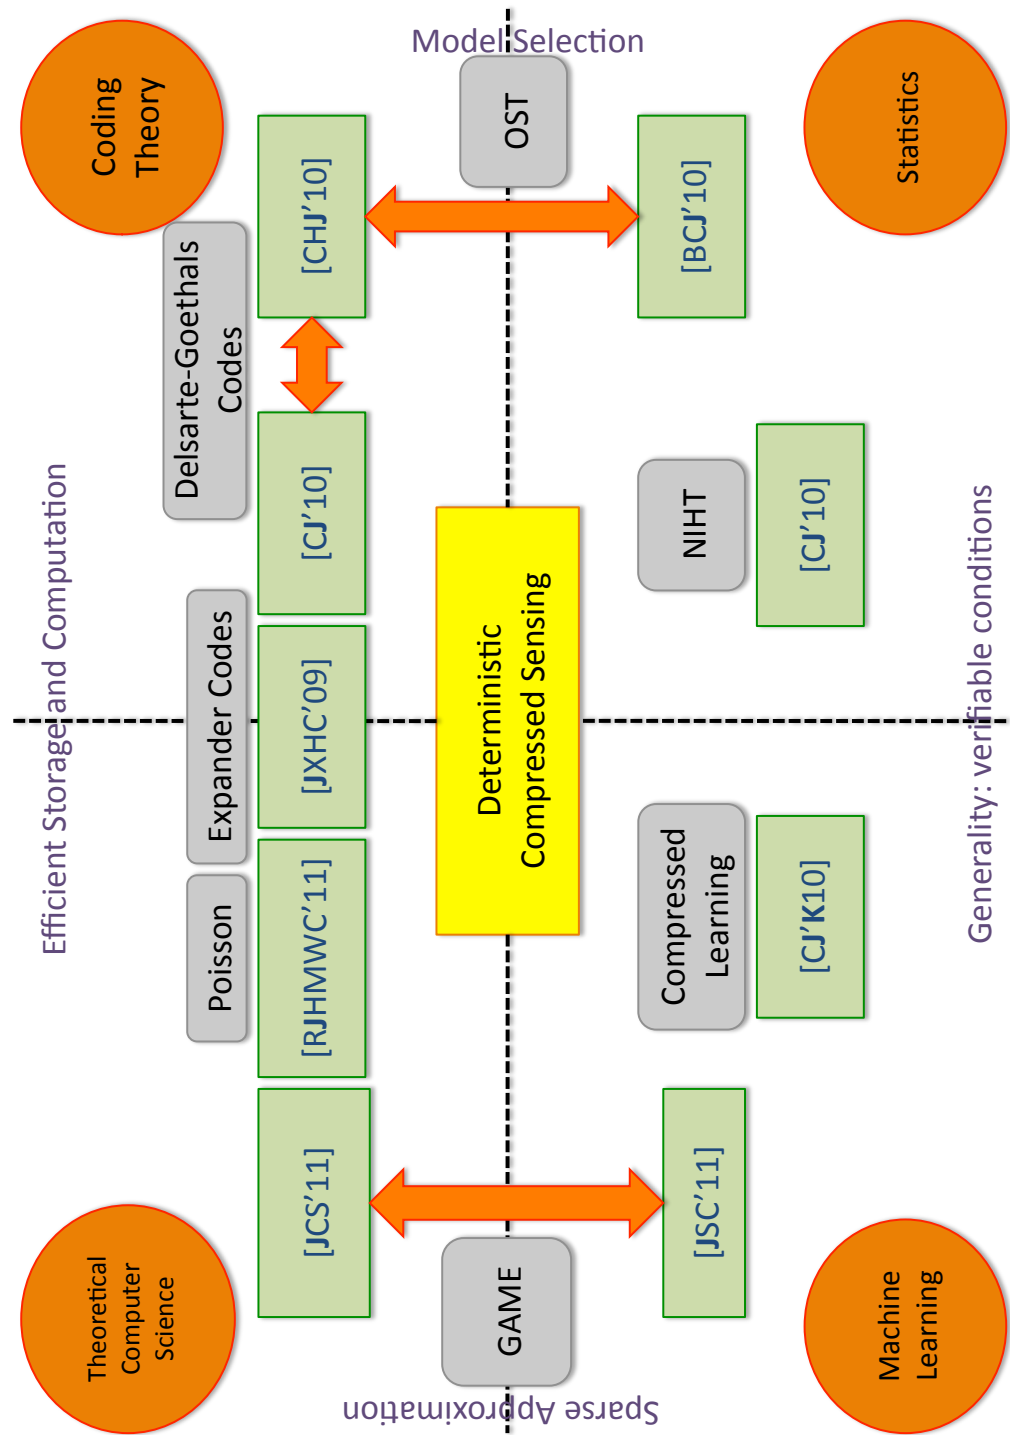 Efficient Storage and Computation
Theoretical
Computer
Science
Poisson
Expander Codes
Delsarte-Goethals
Codes
Coding
Theory
[JCS’11]
[RJHMWC’11]
[JXHC’09]
[CJ’10]
[CHJ’10]
Sparse Approximation
GAME
Deterministic
Compressed Sensing
OST
Model Selection
[JSC’11]
Compressed
Learning
NIHT
[BCJ’10]
[CJ’K10]
[CJ’10]
Machine
Learning
Statistics
Generality: verifiable conditions